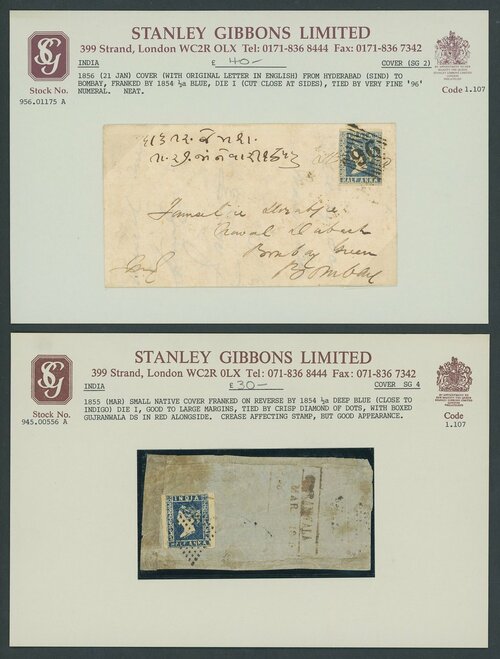 STANLEY GIBBONS LIMITED
399 Strand, London WC2R OLX Tel: 0171-836 8444 Fax: 0171-836 7342
INDIA £ 40— COVER (SG 2)
Stock No.
956.01175 A
1856 (21 JAN) COVER (WITH ORIGINAL LETTER IN ENGLISH) FROM HYDERABAD (SIND) TO
BOMBAY, FRANKED BY 1854 ½a BLUE, DIE I (CUT CLOSE AT SIDES), TIED BY VERY FINE '96'
NUMERAL. NEAT.
Code 1.107
96
HALF ANNA
Bombay Green
Bombay
STANLEY GIBBONS LIMITED
399 Strand, London WC2R 0LX Tel: 071-836 8444 Fax: 071-836 7342
INDIA £ 30— COVER SG 4
Stock No.
945.00556 A
1855 (MAR) SMALL NATIVE COVER FRANKED ON REVERSE BY 1854 ½a DEEP BLUE (CLOSE TO
INDIGO) DIE I, GOOD TO LARGE MARGINS, TIED BY CRISP DIAMOND OF DOTS, WITH BOXED
GUJRANWALA DS IN RED ALONGSIDE. CREASE AFFECTING STAMP, BUT GOOD APPEARANCE.
Code
1.107
INDIA
HALF ANNA
MAR